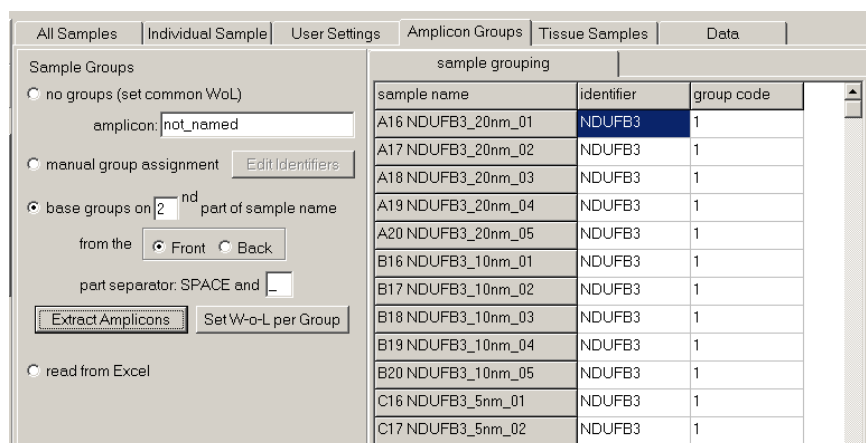 All Samples Individual Sample User Settings Amplicon Groups Tissue Samples Data
Sample Groups
no groups (set common WoL)
amplicon: not_named
manual group assignment Edit Identifiers
base groups on 2 nd part of sample name
from the Front Back
part separator: SPACE and _
Extract Amplicons Set W-o-L per Group
read from Excel
sample grouping
sample name identifier group code
A16 NDUFB3_20nm_01 NDUFB3 1
A17 NDUFB3_20nm_02 NDUFB3 1
A18 NDUFB3_20nm_03 NDUFB3 1
A19 NDUFB3_20nm_04 NDUFB3 1
A20 NDUFB3_20nm_05 NDUFB3 1
B16 NDUFB3_10nm_01 NDUFB3 1
B17 NDUFB3_10nm_02 NDUFB3 1
B18 NDUFB3_10nm_03 NDUFB3 1
B19 NDUFB3_10nm_04 NDUFB3 1
B20 NDUFB3_10nm_05 NDUFB3 1
C16 NDUFB3_5nm_01 NDUFB3 1
C17 NDUFB3_5nm_02 NDUFB3 1